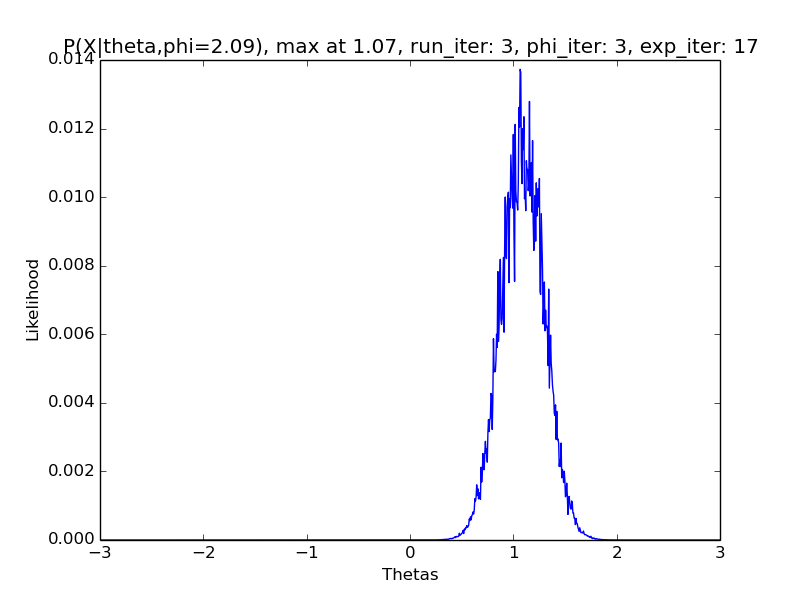 P(X|theta,phi=2.09), max at 1.07, run_iter: 3, phi_iter: 3, exp_iter: 17
0.014
0.012
0.010
0.008
0.006
0.004
0.002
0.000
Likelihood
−3 −2 −1 0 1 2 3
Thetas